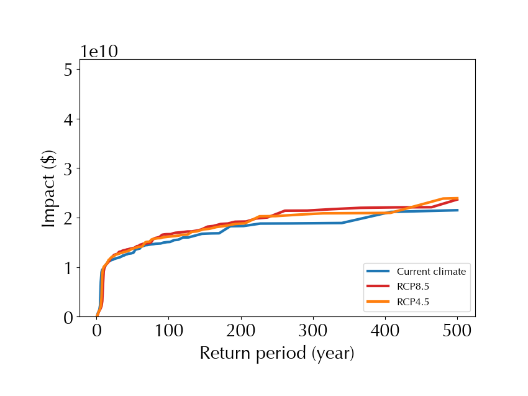 1e10
5
4
3
2
1
0
Impact ($)
0 100 200 300 400 500
Return period (year)
Current climate
RCP8.5
RCP4.5